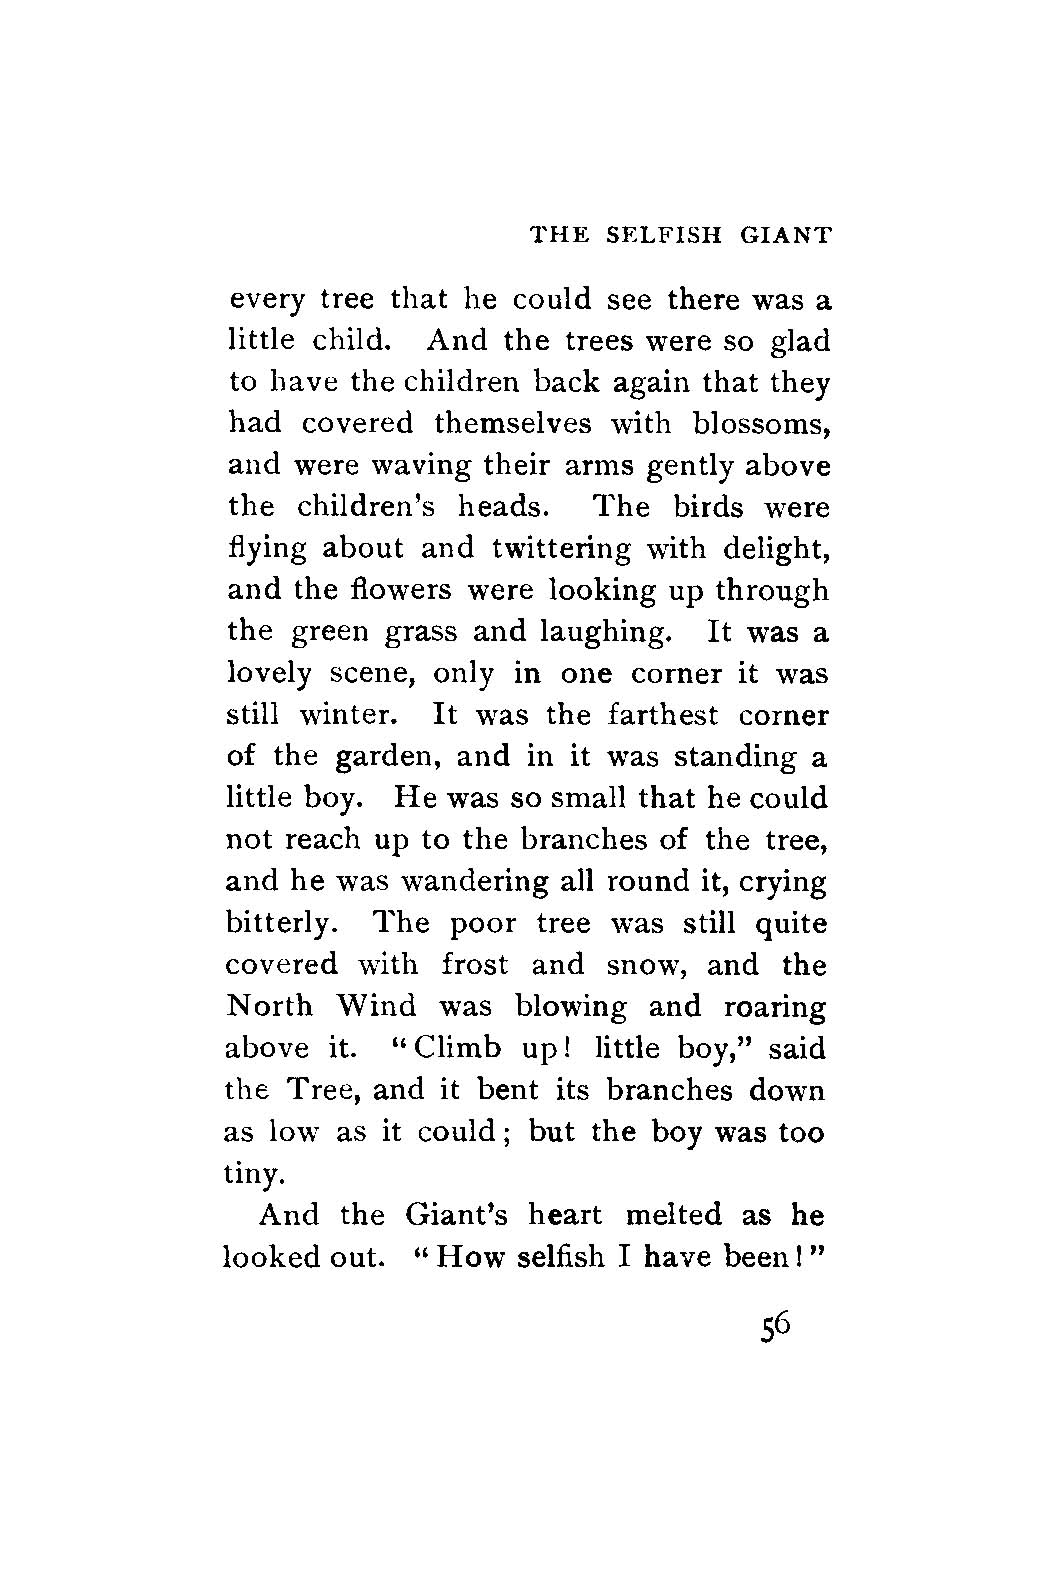 THE SELFISH GIANT
every tree that he could see there was a
little child. And the trees were so glad
to have the children back again that they
had covered themselves with blossoms,
and were waving their arms gently above
the children's heads. The birds were
flying about and twittering with delight,
and the flowers were looking up through
the green grass and laughing. It was a
lovely scene, only in one corner it was
still winter. It was the farthest corner
of the garden, and in it was standing a
little boy. He was so small that he could
not reach up to the branches of the tree,
and he was wandering all round it, crying
bitterly. The poor tree was still quite
covered with frost and snow, and the
North Wind was blowing and roaring
above it. "Climb up! little boy," said
the Tree, and it bent its branches down
as low as it could; but the boy was too
tiny.
And the Giant's heart melted as he
looked out. "How selfish I have been!"
56